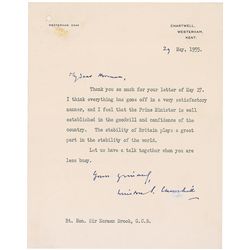 WESTERHAM 3344
CHARTWELL,
WESTERHAM,
KENT.
29 May, 1955.
My dear Norman,
Thank you so much for your letter of May 27.
I think everything has gone off in a very satisfactory
manner, and I feel that the Prime Minister is well
established in the goodwill and confidence of the
country. The stability of Britain plays a great
part in the stability of the world.
Let us have a talk together when you are
less busy.
Yours sincerely,
Winston S. Churchill
Rt. Hon. Sir Norman Brook, G.C.B.